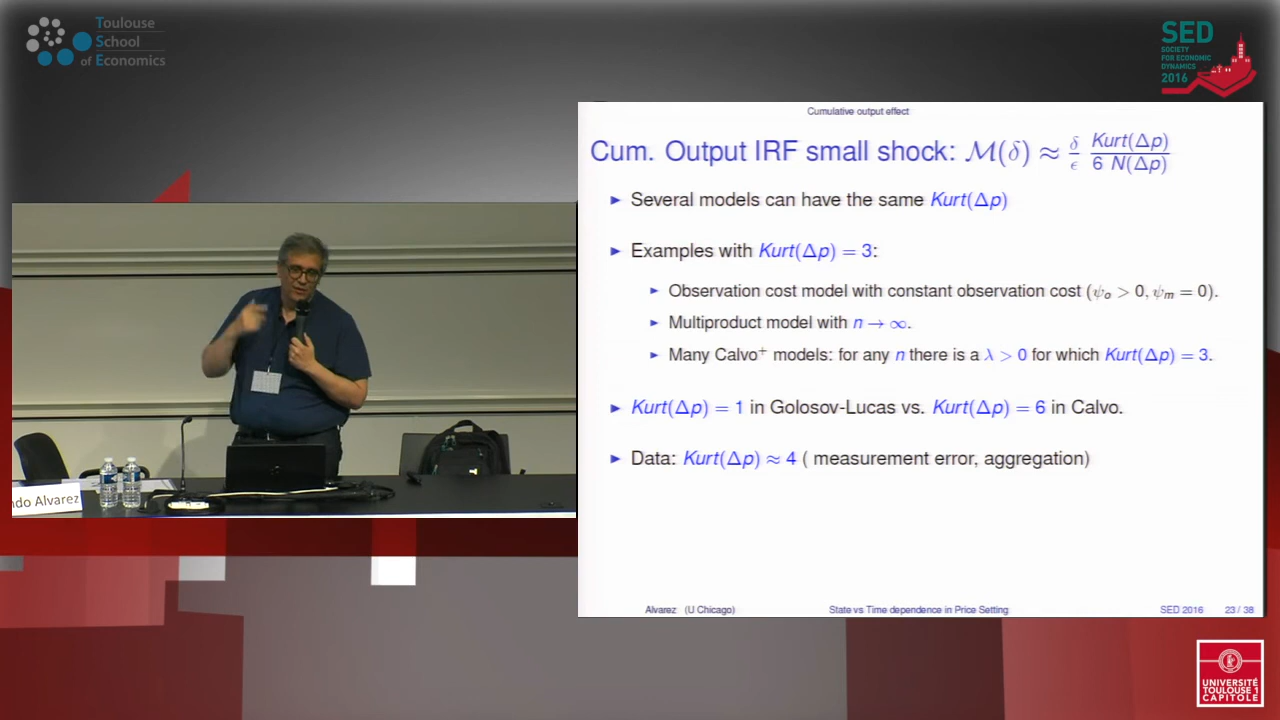 Toulouse
School
of Economics
SED
SOCIETY
FOR ECONOMIC
DYNAMICS
2016
Cumulative output effect
Cum. Output IRF small shock: M(δ) ≈ δ/ϵ Kurt(Δp)/6 N(Δp)
► Several models can have the same Kurt(Δp)
► Examples with Kurt(Δp) = 3:
► Observation cost model with constant observation cost (ψo > 0, ψm = 0).
► Multiproduct model with n → ∞.
► Many Calvo⁺ models: for any n there is a λ > 0 for which Kurt(Δp) = 3.
► Kurt(Δp) = 1 in Golosov-Lucas vs. Kurt(Δp) = 6 in Calvo.
► Data: Kurt(Δp) ≈ 4 ( measurement error, aggregation)
ndo Alvarez
Alvarez (U Chicago) State vs Time dependence in Price Setting SED 2016 23 / 38
UNIVERSITÉ
TOULOUSE 1
CAPITOLE